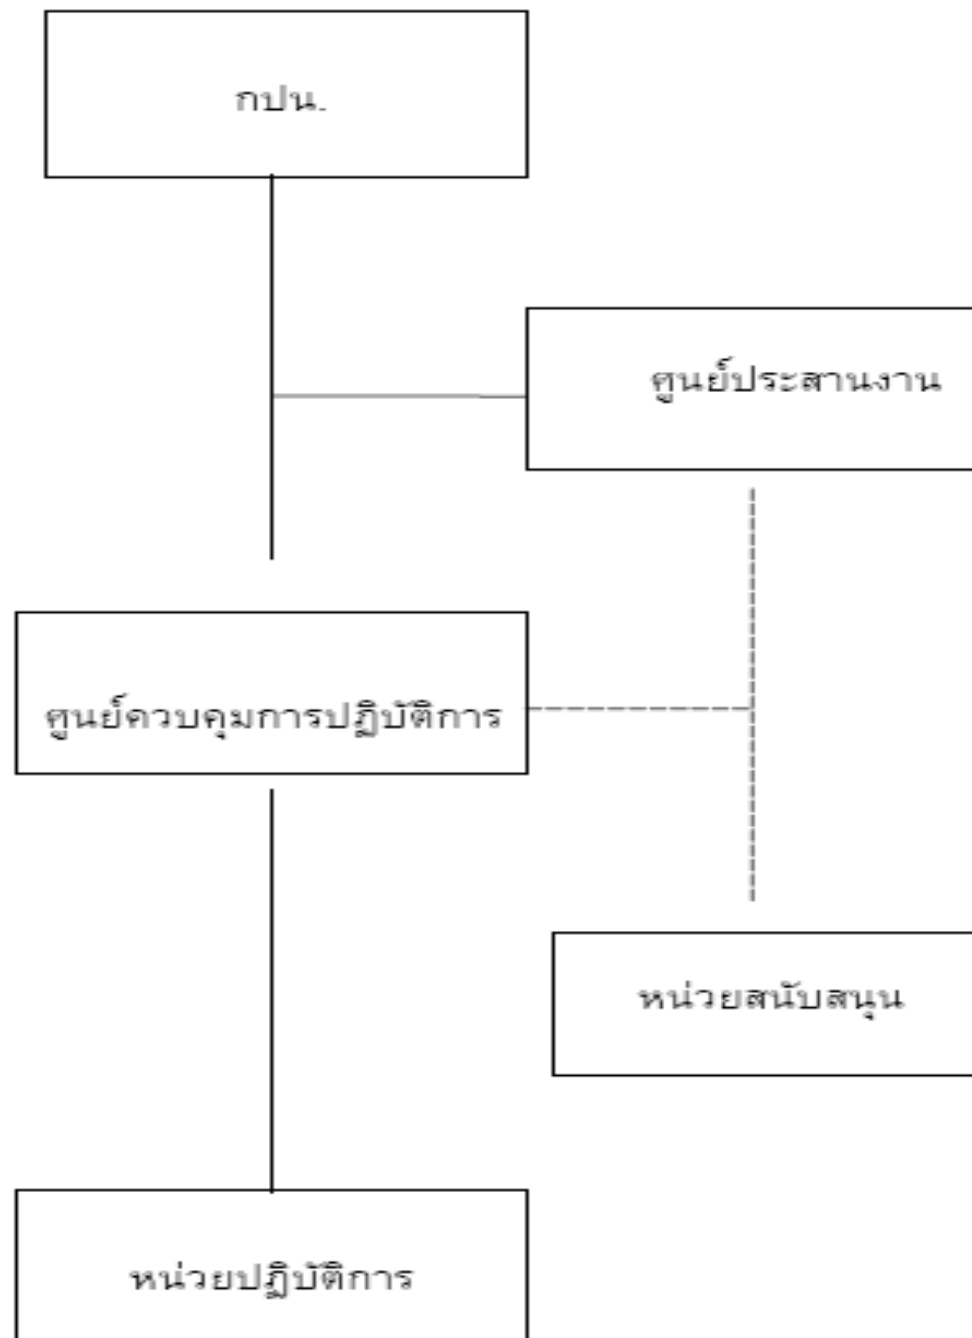 กปน.
ศูนย์ประสานงาน
ศูนย์ควบคุมการปฏิบัติการ
หน่วยสนับสนุน
หน่วยปฏิบัติการ